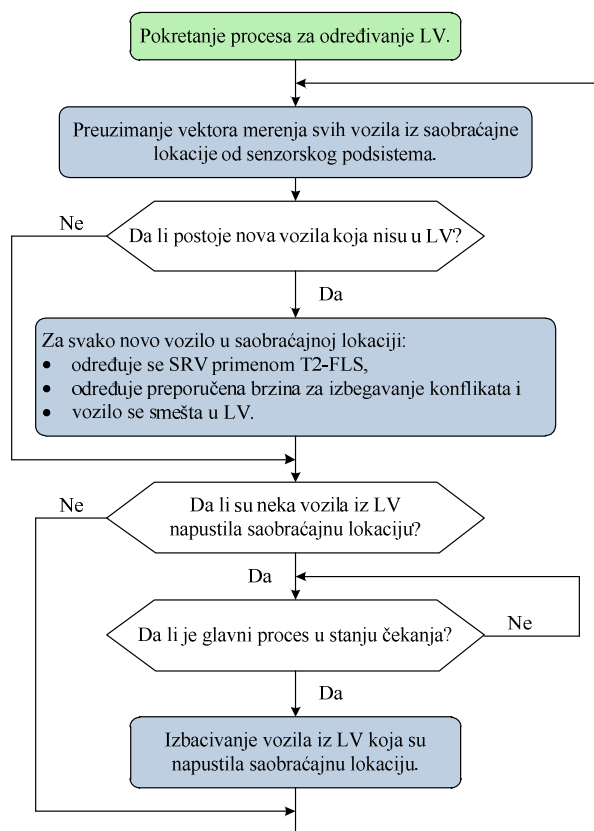 Pokretanje procesa za određivanje LV.
Preuzimanje vektora merenja svih vozila iz saobraćajne
lokacije od senzorskog podsistema.
Ne
Da li postoje nova vozila koja nisu u LV?
Da
Za svako novo vozilo u saobraćajnoj lokaciji:
• određuje se SRV primenom T2-FLS,
• određuje preporučena brzina za izbegavanje konflikata i
• vozilo se smešta u LV.
Ne
Da li su neka vozila iz LV
napustila saobraćajnu lokaciju?
Da
Da li je glavni proces u stanju čekanja?
Ne
Da
Izbacivanje vozila iz LV koja su
napustila saobraćajnu lokaciju.